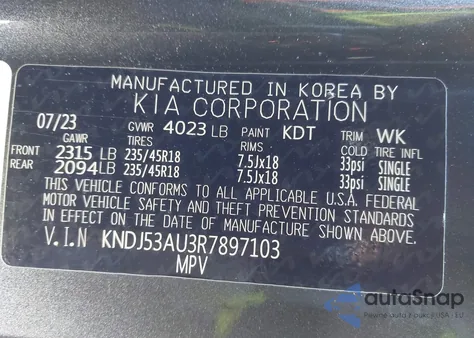 MANUFACTURED IN KOREA BY
KIA CORPORATION
07/23 GVWR 4023 LB PAINT KDT TRIM WK
GAWR TIRES RIMS COLD TIRE INFL
FRONT 2315 LB 235/45R18 7.5Jx18 33psi SINGLE
REAR 2094 LB 235/45R18 7.5Jx18 33psi SINGLE
THIS VEHICLE CONFORMS TO ALL APPLICABLE U.S.A. FEDERAL
MOTOR VEHICLE SAFETY AND THEFT PREVENTION STANDARDS
IN EFFECT ON THE DATE OF MANUFACTURE SHOWN ABOVE.
V.I.N KNDJ53AU3R7897103
MPV
autoSnap